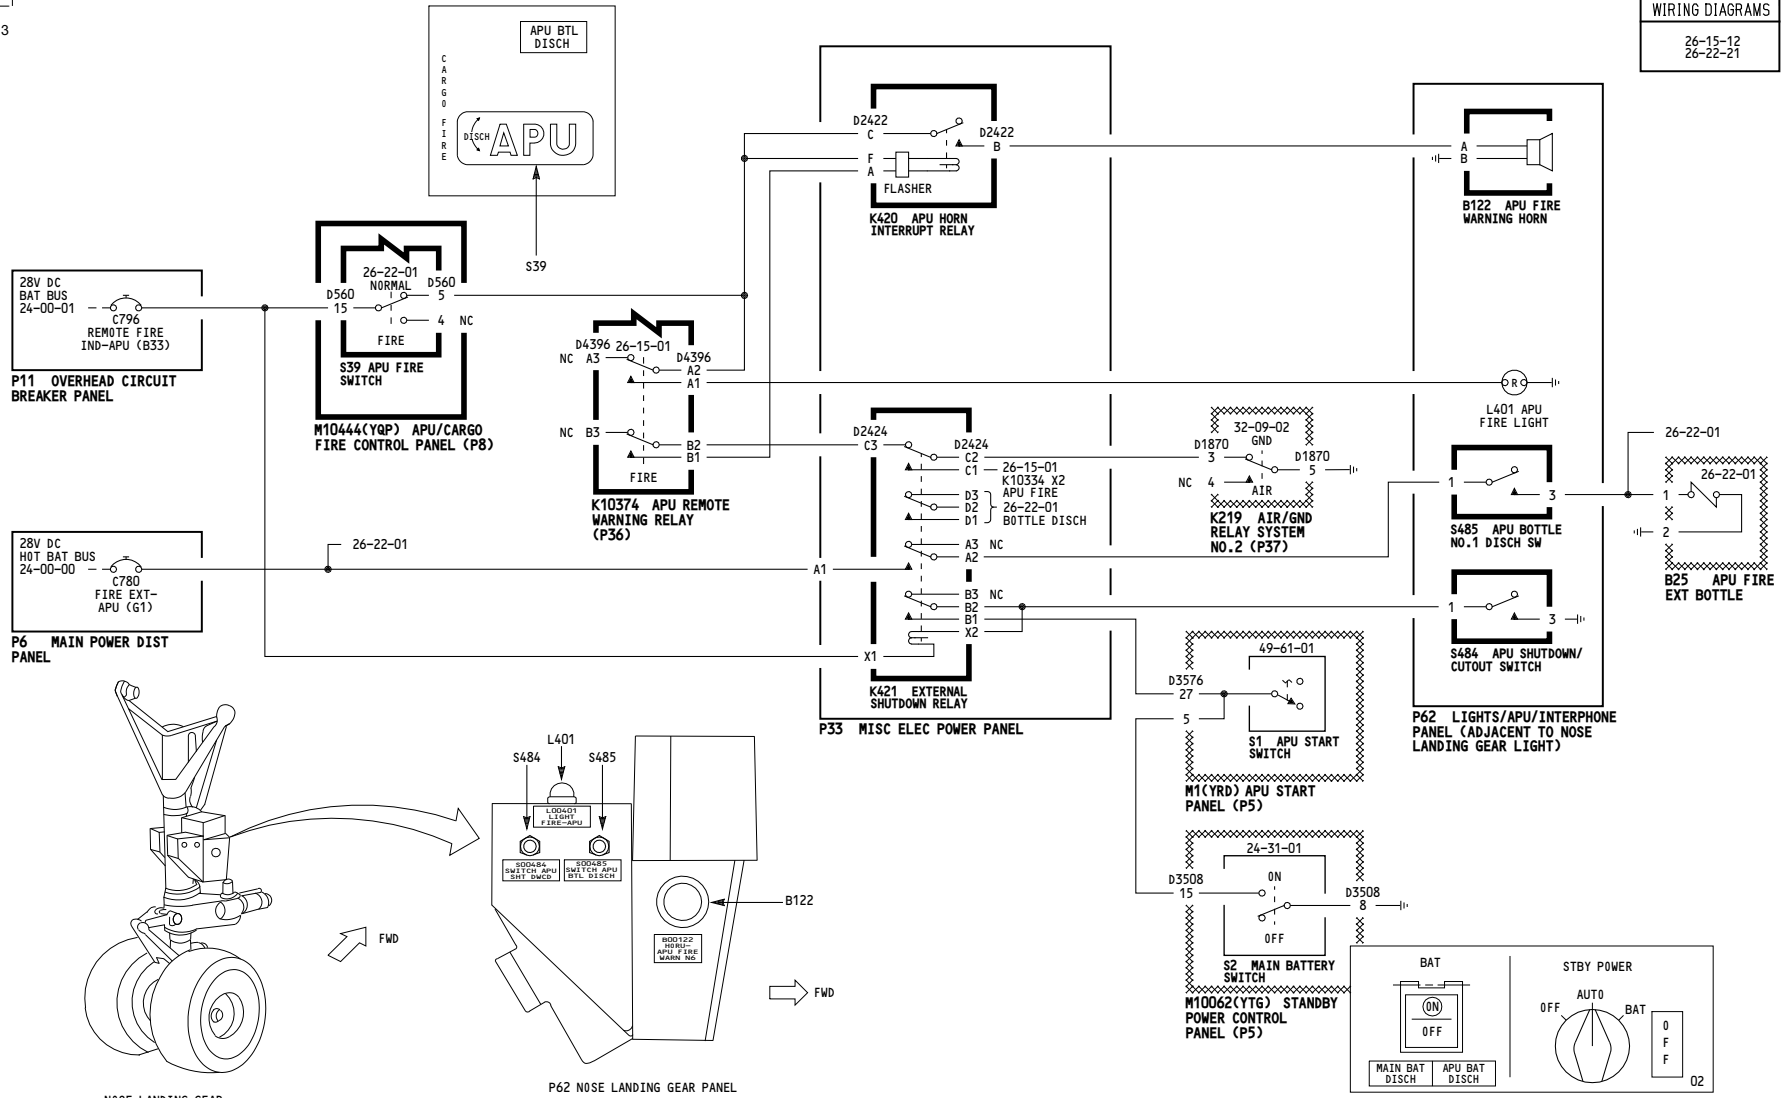 3
WIRING DIAGRAMS
26-15-12
26-22-21
APU BTL
DISCH
CARGO FIRE
DISCH
APU
S39
28V DC
BAT BUS
24-00-01
C796
REMOTE FIRE
IND-APU (B33)
P11 OVERHEAD CIRCUIT
BREAKER PANEL
D560
15
26-22-01
NORMAL
D560
5
4 NC
FIRE
S39 APU FIRE
SWITCH
M10444(YQP) APU/CARGO
FIRE CONTROL PANEL (P8)
D4396
26-15-01
NC A3
D4396
A2
A1
NC B3
B2
B1
FIRE
K10374 APU REMOTE
WARNING RELAY
(P36)
D2422
C
D2422
B
F
A
FLASHER
K420 APU HORN
INTERRUPT RELAY
A
B
B122 APU FIRE
WARNING HORN
R
L401 APU
FIRE LIGHT
28V DC
HOT BAT BUS
24-00-00
C780
FIRE EXT-
APU (G1)
P6 MAIN POWER DIST
PANEL
26-22-01
D2424
C3
D2424
C2
C1
26-15-01
K10334 X2
D3
APU FIRE
D2
26-22-01
D1
BOTTLE DISCH
A3 NC
A2
A1
B3 NC
B2
B1
X2
X1
K421 EXTERNAL
SHUTDOWN RELAY
P33 MISC ELEC POWER PANEL
32-09-02
GND
D1870
3
D1870
5
NC 4
AIR
K219 AIR/GND
RELAY SYSTEM
NO.2 (P37)
26-22-01
1
3
S485 APU BOTTLE
NO.1 DISCH SW
26-22-01
1
2
B25 APU FIRE
EXT BOTTLE
1
3
S484 APU SHUTDOWN/
CUTOUT SWITCH
P62 LIGHTS/APU/INTERPHONE
PANEL (ADJACENT TO NOSE
LANDING GEAR LIGHT)
49-61-01
D3576
27
5
S1 APU START
SWITCH
M1(YRD) APU START
PANEL (P5)
24-31-01
D3508
15
ON
D3508
8
OFF
S2 MAIN BATTERY
SWITCH
M10062(YTG) STANDBY
POWER CONTROL
PANEL (P5)
L401
S484
S485
L00401
LIGHT
FIRE-APU
S00484
SWITCH APU
SHT DWCD
S00485
SWITCH APU
BTL DISCH
B122
B00122
HORU-
APU FIRE
WARN N6
FWD
FWD
P62 NOSE LANDING GEAR PANEL
NOSE LANDING GEAR
BAT
ON
OFF
MAIN BAT
DISCH
APU BAT
DISCH
STBY POWER
OFF
AUTO
BAT
OFF
02